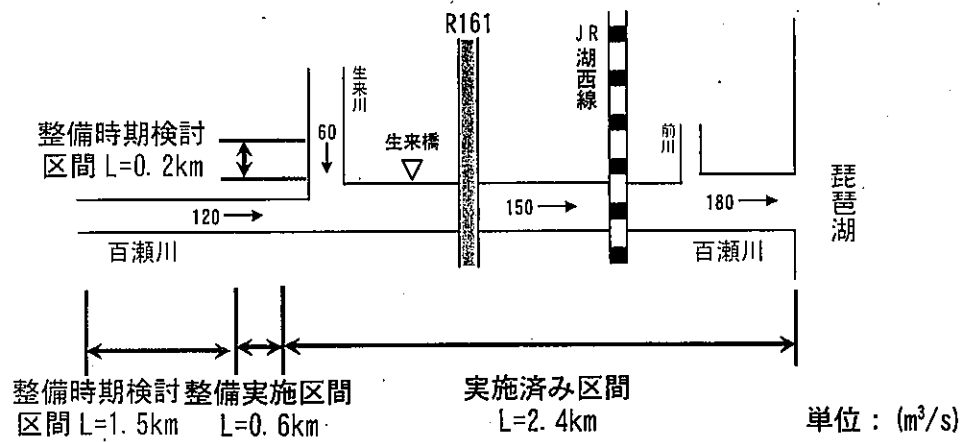 R161
JR湖西線
生来川
整備時期検討
区間 L=0.2km
60
生来橋
前川
120
150
180
琵琶湖
百瀬川
百瀬川
整備時期検討
区間 L=1.5km
整備実施区間
L=0.6km
実施済み区間
L=2.4km
単位：(m³/s)